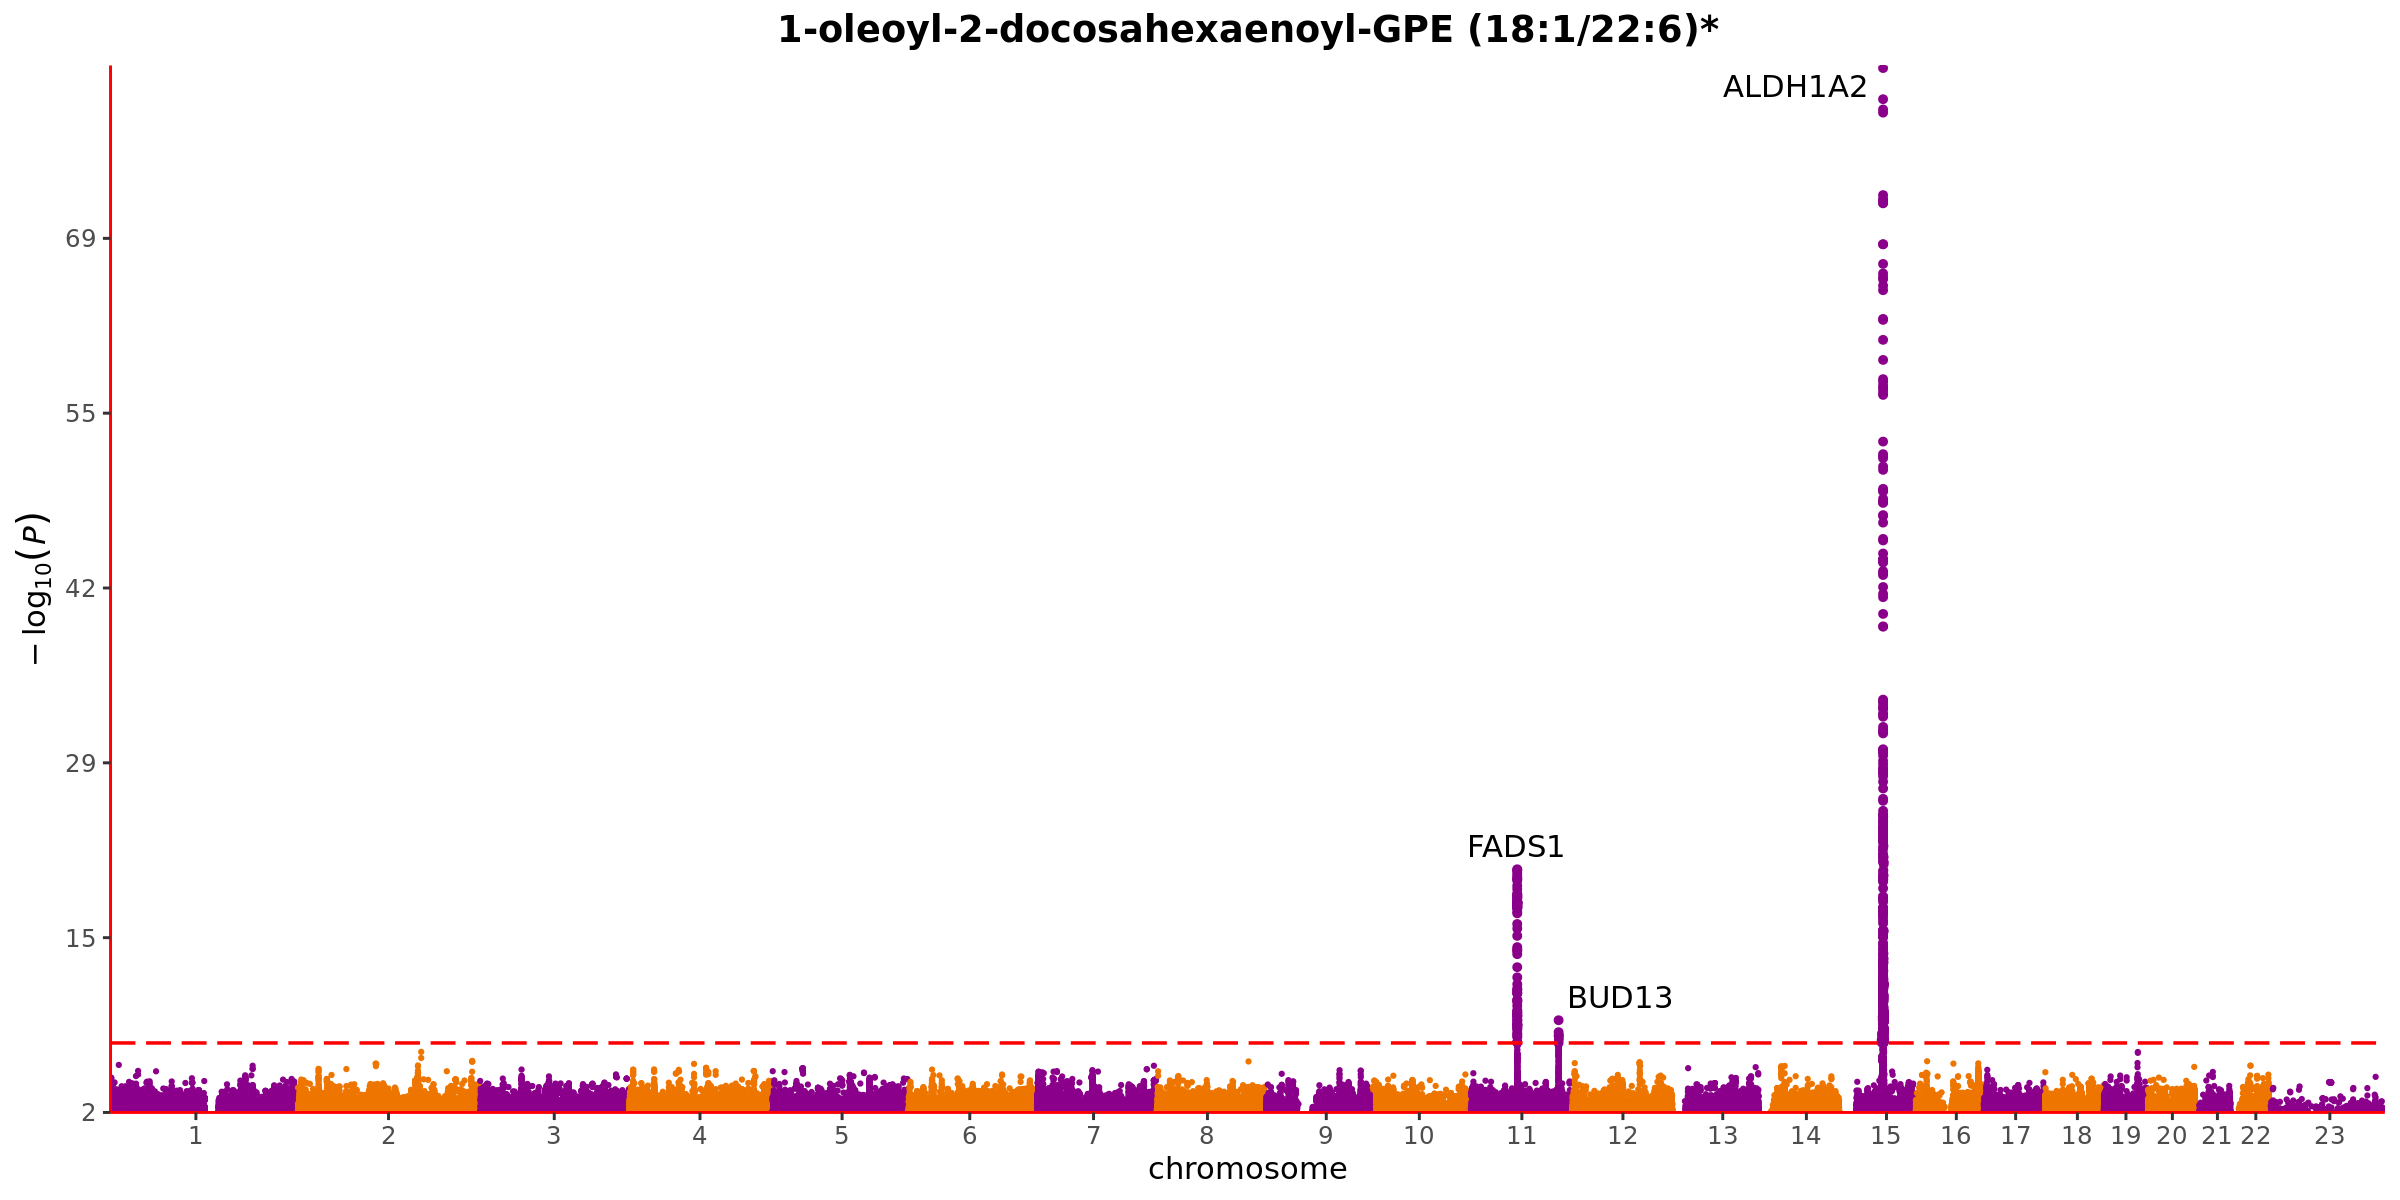 1-oleoyl-2-docosahexaenoyl-GPE (18:1/22:6)*
ALDH1A2
69
55
− log10(P)
42
29
FADS1
15
BUD13
2
1 2 3 4 5 6 7 8 9 10 11 12 13 14 15 16 17 18 19 20 21 22 23
chromosome